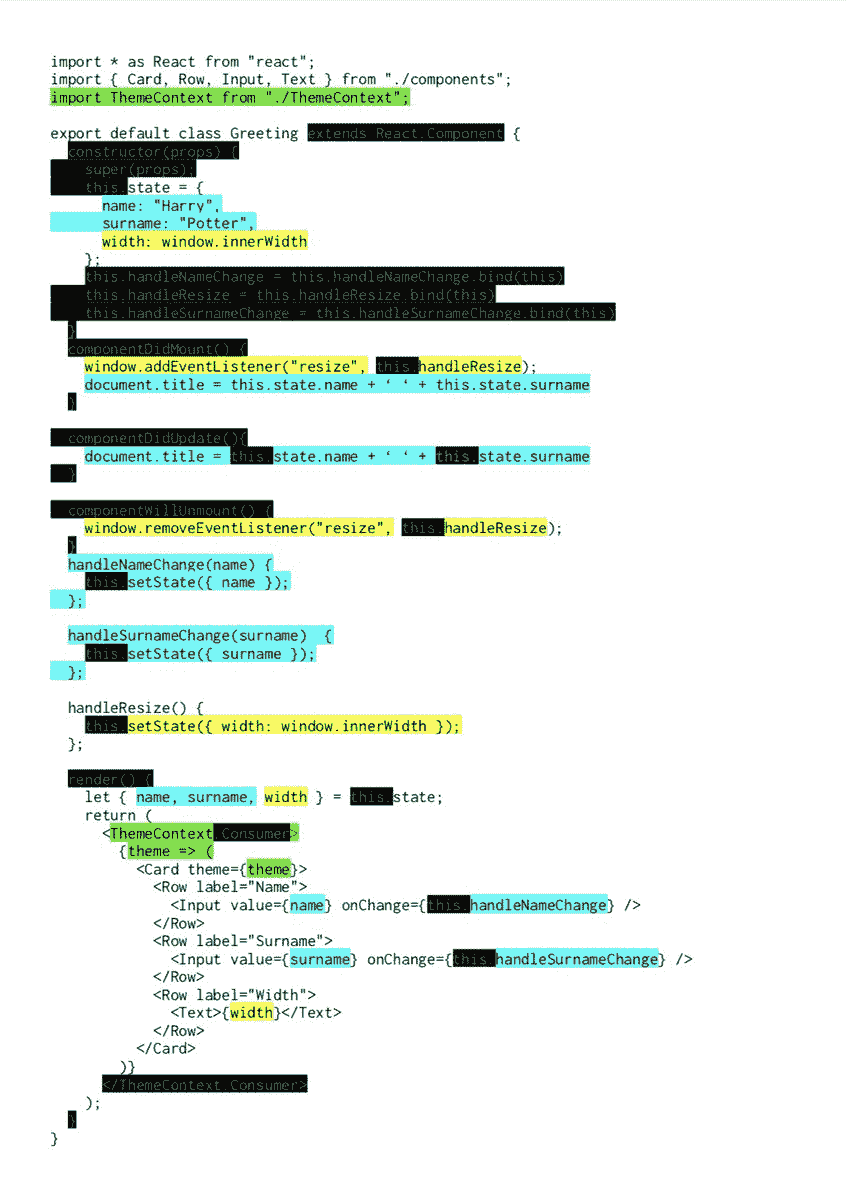 import * as React from "react";
import { Card, Row, Input, Text } from "./components";
import ThemeContext from "./ThemeContext";
export default class Greeting extends React.Component {
constructor(props) {
super(props);
this.state = {
name: "Harry",
surname: "Potter",
width: window.innerWidth
};
this.handleNameChange = this.handleNameChange.bind(this)
this.handleResize = this.handleResize.bind(this)
this.handleSurnameChange = this.handleSurnameChange.bind(this)
}
componentDidMount() {
window.addEventListener("resize", this.handleResize);
document.title = this.state.name + ‘ ‘ + this.state.surname
}
componentDidUpdate(){
document.title = this.state.name + ‘ ‘ + this.state.surname
}
componentWillUnmount() {
window.removeEventListener("resize", this.handleResize);
}
handleNameChange(name) {
this.setState({ name });
};
handleSurnameChange(surname)  {
this.setState({ surname });
};
handleResize() {
this.setState({ width: window.innerWidth });
};
render() {
let { name, surname, width } = this.state;
return (
<ThemeContext.Consumer>
{theme => (
<Card theme={theme}>
<Row label="Name">
<Input value={name} onChange={this.handleNameChange} />
</Row>
<Row label="Surname">
<Input value={surname} onChange={this.handleSurnameChange} />
</Row>
<Row label="Width">
<Text>{width}</Text>
</Row>
</Card>
)}
</ThemeContext.Consumer>
);
}
}